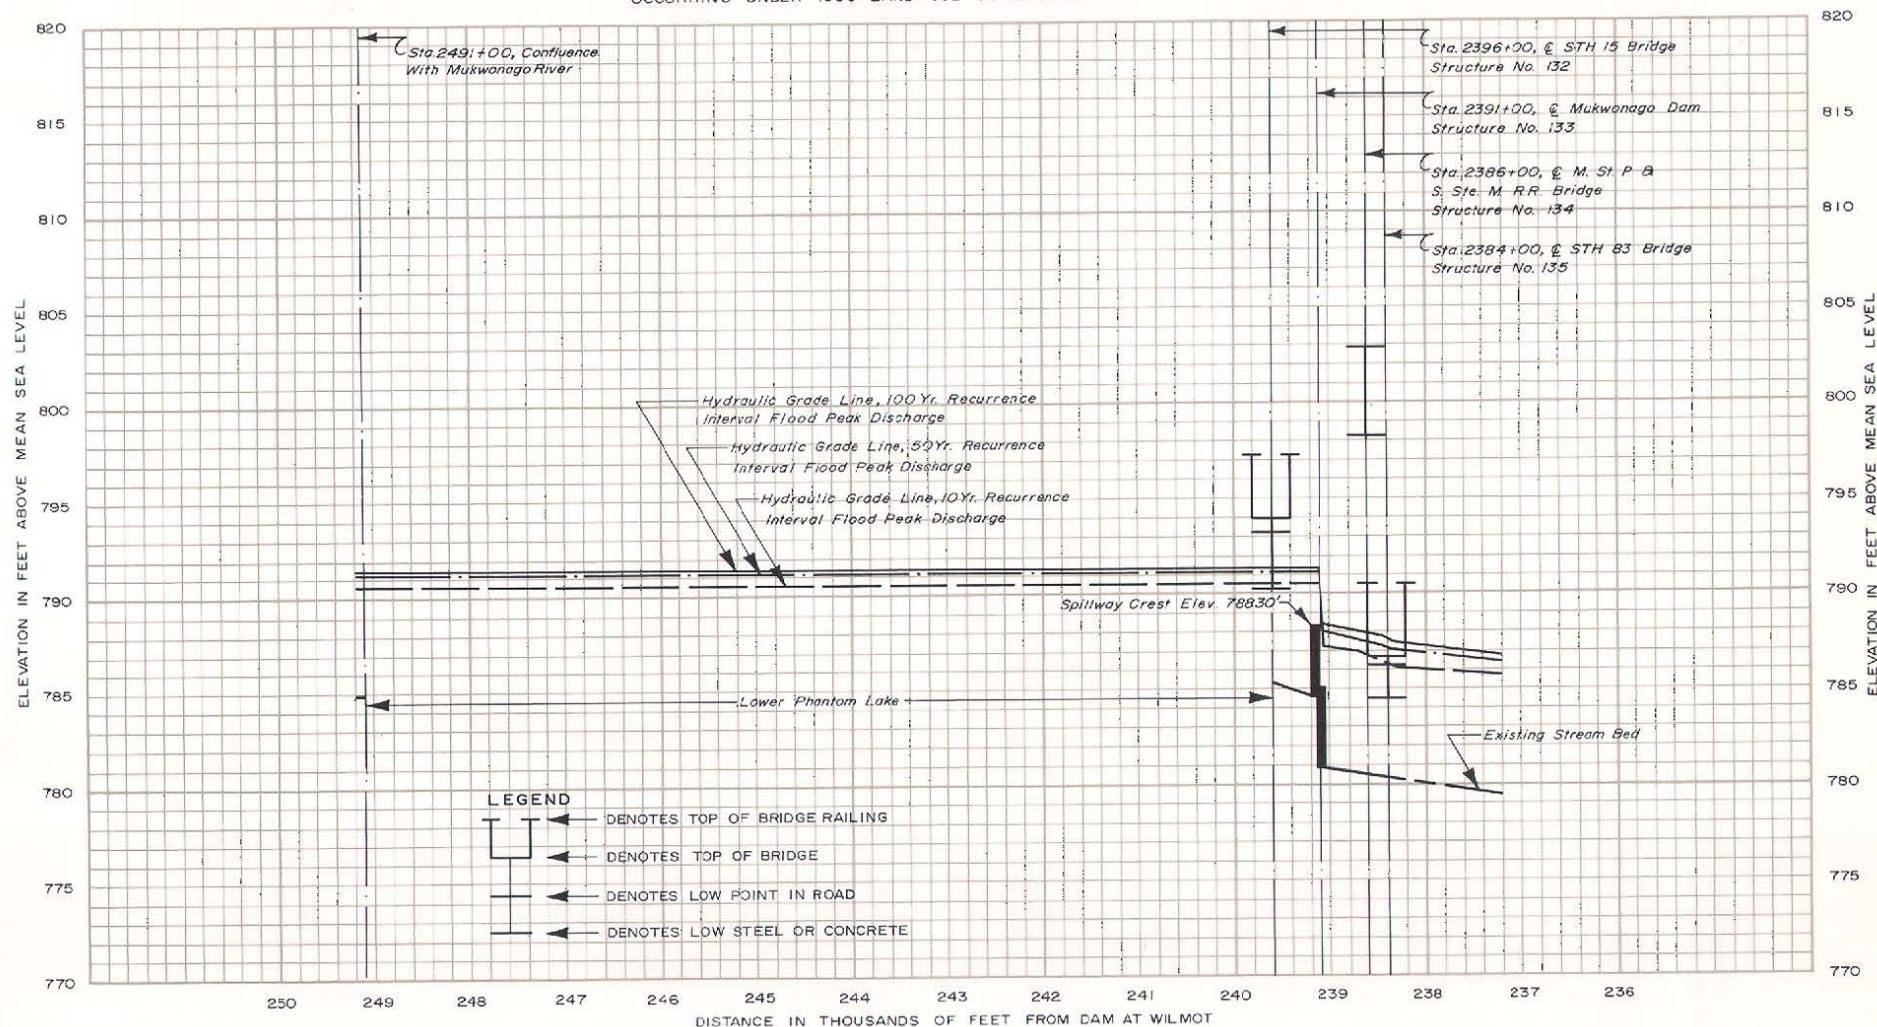 820
815
810
805
800
795
790
785
780
775
770
ELEVATION IN FEET ABOVE MEAN SEA LEVEL
Sta.2491+00, Confluence
With Mukwonago River
Sta. 2396+00, ℄ STH 15 Bridge
Structure No. 132
Sta. 2391+00, ℄ Mukwonago Dam
Structure No. 133
Sta. 2386+00, ℄ M. St. P &
S. Ste. M R.R. Bridge
Structure No. 134
Sta. 2384+00, ℄ STH 83 Bridge
Structure No. 135
Hydraulic Grade Line, 100 Yr. Recurrence
Interval Flood Peak Discharge
Hydraulic Grade Line, 50 Yr. Recurrence
Interval Flood Peak Discharge
Hydraulic Grade Line, 10 Yr. Recurrence
Interval Flood Peak Discharge
Spillway Crest Elev. 788.30'
Lower Phantom Lake
Existing Stream Bed
LEGEND
DENOTES TOP OF BRIDGE RAILING
DENOTES TOP OF BRIDGE
DENOTES LOW POINT IN ROAD
DENOTES LOW STEEL OR CONCRETE
820
815
810
805
800
795
790
785
780
775
770
ELEVATION IN FEET ABOVE MEAN SEA LEVEL
250 249 248 247 246 245 244 243 242 241 240 239 238 237 236
DISTANCE IN THOUSANDS OF FEET FROM DAM AT WILMOT